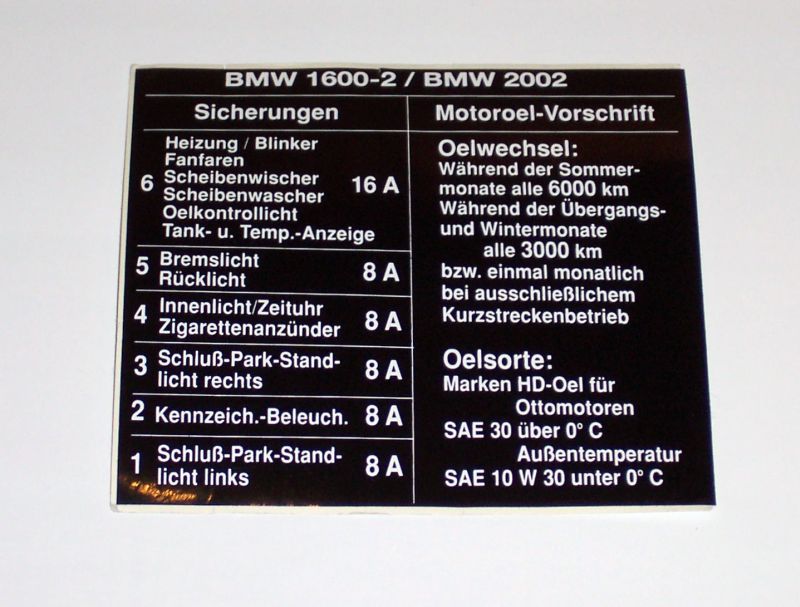 BMW 1600-2 / BMW 2002
Sicherungen
6 Heizung / Blinker
Fanfaren
Scheibenwischer 16 A
Scheibenwascher
Oelkontrollicht
Tank- u. Temp.-Anzeige
5 Bremslicht
Rücklicht 8 A
4 Innenlicht/Zeituhr
Zigarettenanzünder 8 A
3 Schluß-Park-Stand-
licht rechts 8 A
2 Kennzeich.-Beleuch. 8 A
1 Schluß-Park-Stand-
licht links 8 A
Motoroel-Vorschrift
Oelwechsel:
Während der Sommer-
monate alle 6000 km
Während der Übergangs-
und Wintermonate
alle 3000 km
bzw. einmal monatlich
bei ausschließlichem
Kurzstreckenbetrieb
Oelsorte:
Marken HD-Oel für
Ottomotoren
SAE 30 über 0° C
Außentemperatur
SAE 10 W 30 unter 0° C